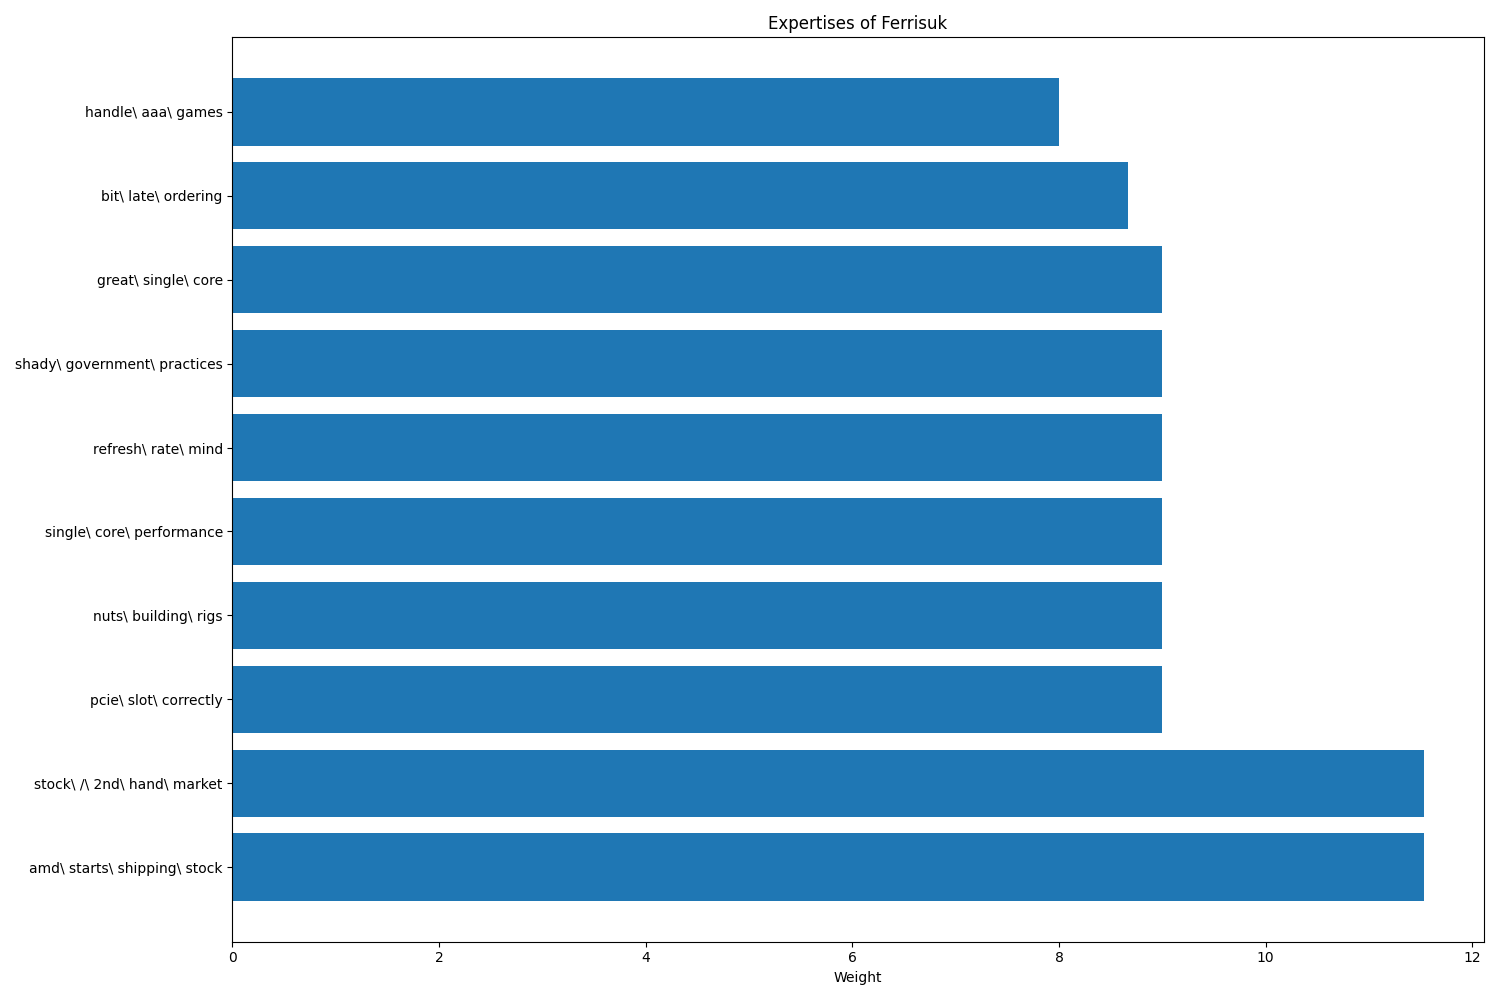 Expertises of Ferrisuk
handle\ aaa\ games
bit\ late\ ordering
great\ single\ core
shady\ government\ practices
refresh\ rate\ mind
single\ core\ performance
nuts\ building\ rigs
pcie\ slot\ correctly
stock\ /\ 2nd\ hand\ market
amd\ starts\ shipping\ stock
0 2 4 6 8 10 12
Weight